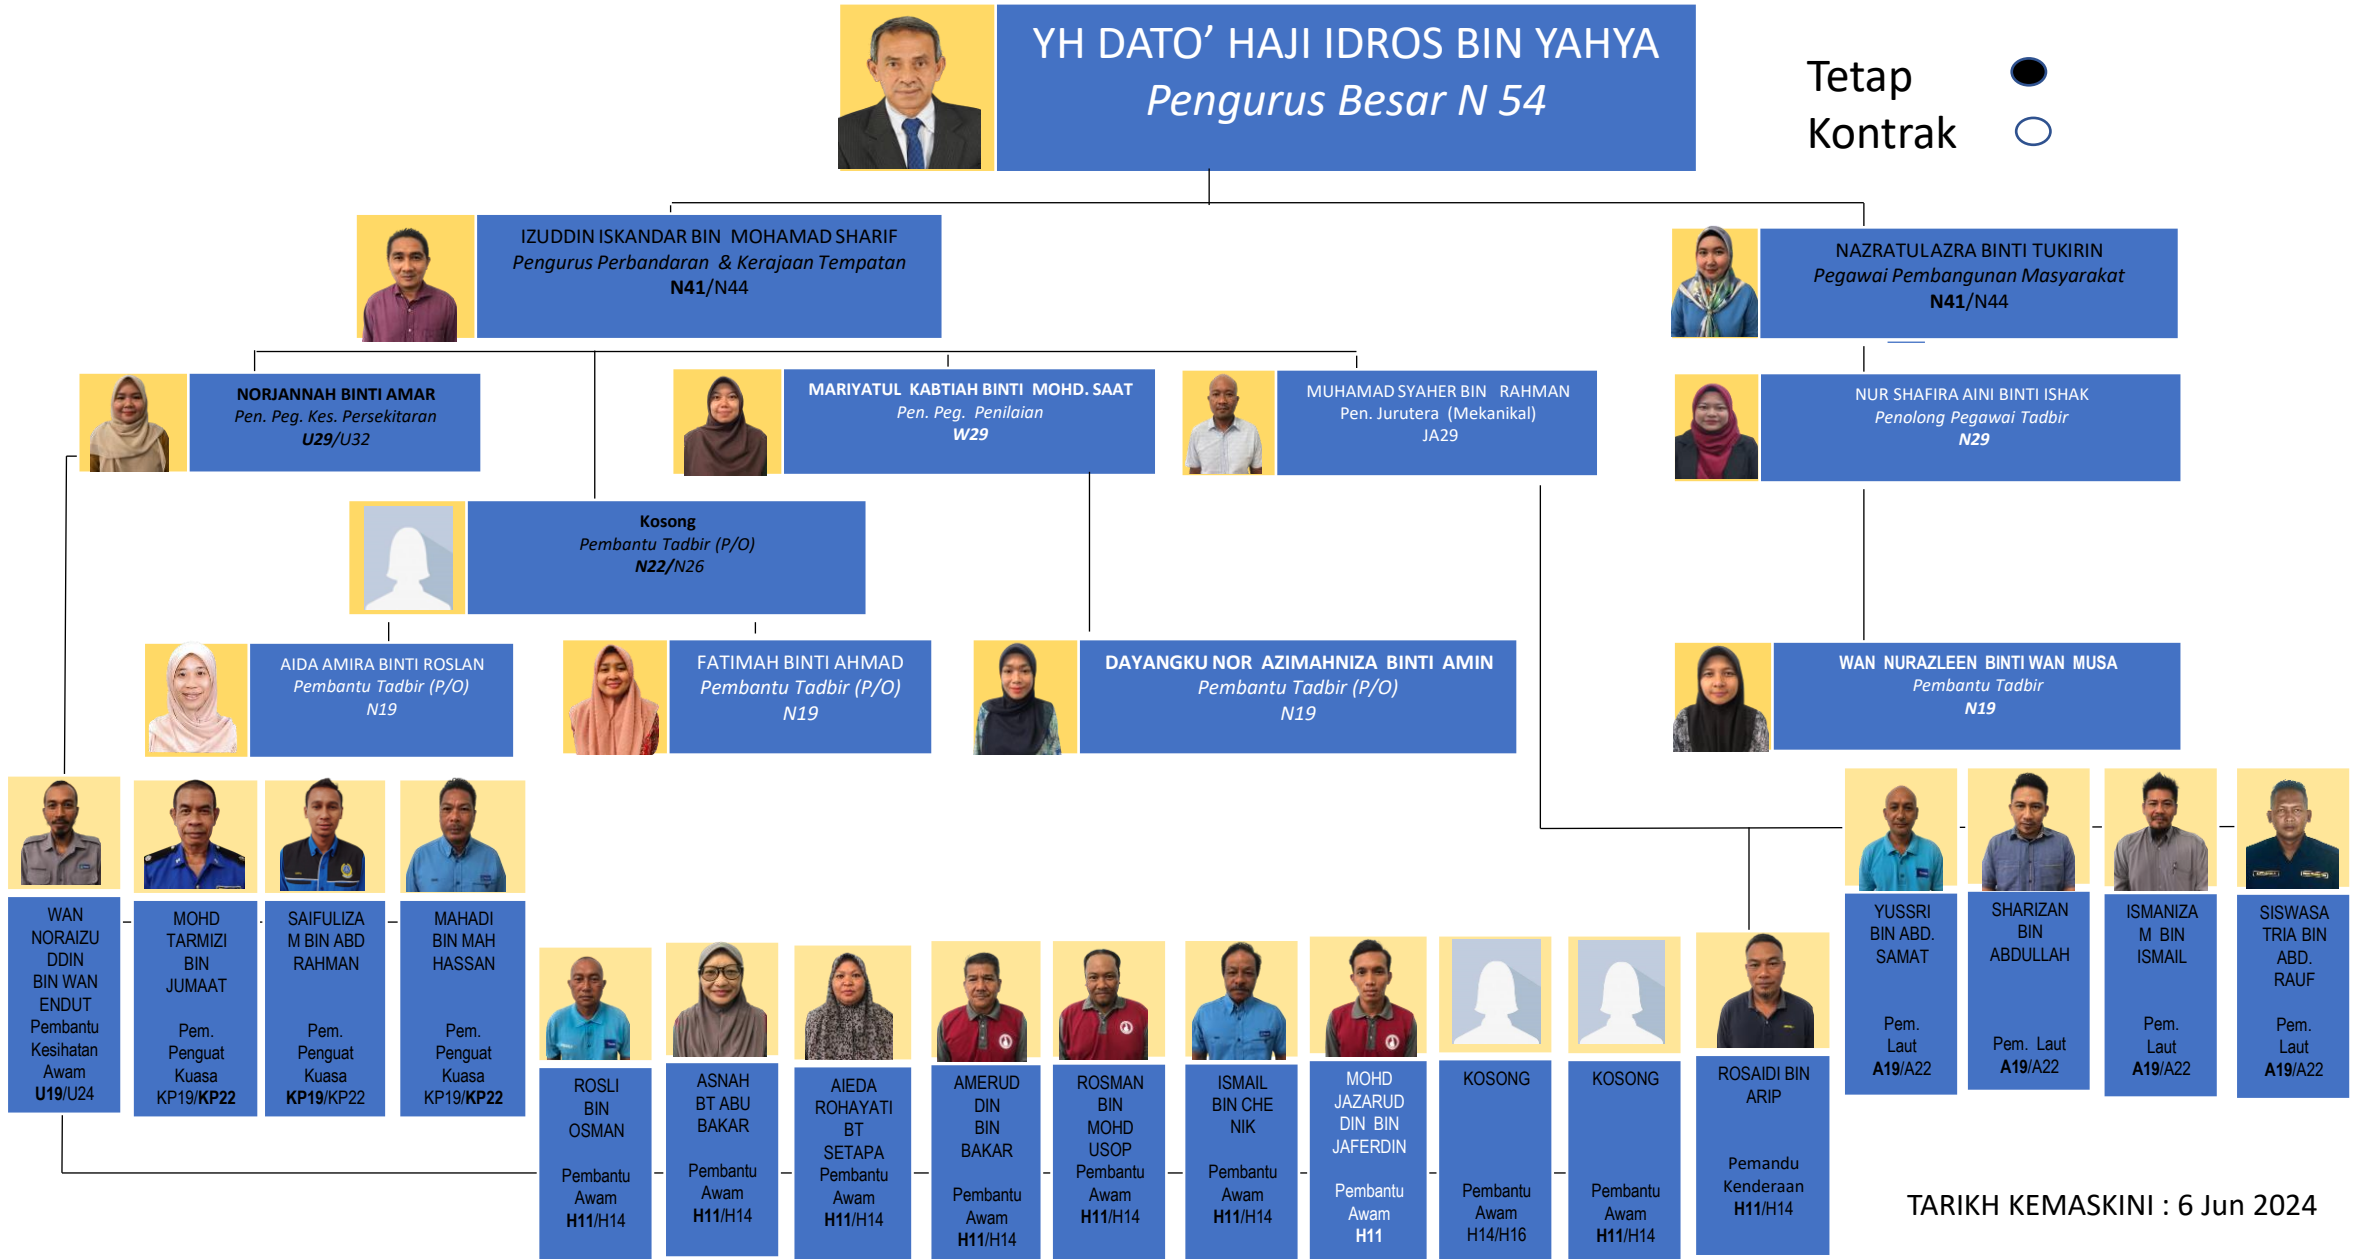 YH DATO’ HAJI IDROS BIN YAHYA
Pengurus Besar N 54
Tetap
Kontrak
IZUDDIN ISKANDAR BIN MOHAMAD SHARIF
Pengurus Perbandaran & Kerajaan Tempatan
N41/N44
NAZRATULAZRA BINTI TUKIRIN
Pegawai Pembangunan Masyarakat
N41/N44
NORJANNAH BINTI AMAR
Pen. Peg. Kes. Persekitaran
U29/U32
MARIYATUL KABTIAH BINTI MOHD. SAAT
Pen. Peg. Penilaian
W29
MUHAMAD SYAHER BIN RAHMAN
Pen. Jurutera (Mekanikal)
JA29
NUR SHAFIRA AINI BINTI ISHAK
Penolong Pegawai Tadbir
N29
Kosong
Pembantu Tadbir (P/O)
N22/N26
AIDA AMIRA BINTI ROSLAN
Pembantu Tadbir (P/O)
N19
FATIMAH BINTI AHMAD
Pembantu Tadbir (P/O)
N19
DAYANGKU NOR AZIMAHNIZA BINTI AMIN
Pembantu Tadbir (P/O)
N19
WAN NURAZLEEN BINTI WAN MUSA
Pembantu Tadbir
N19
WAN
NORAIZU
DDIN
BIN WAN
ENDUT
Pembantu
Kesihatan
Awam
U19/U24
MOHD
TARMIZI
BIN
JUMAAT
Pem.
Penguat
Kuasa
KP19/KP22
SAIFULIZA
M BIN ABD
RAHMAN
Pem.
Penguat
Kuasa
KP19/KP22
MAHADI
BIN MAH
HASSAN
Pem.
Penguat
Kuasa
KP19/KP22
ROSLI
BIN
OSMAN
Pembantu
Awam
H11/H14
ASNAH
BT ABU
BAKAR
Pembantu
Awam
H11/H14
AIEDA
ROHAYATI
BT
SETAPA
Pembantu
Awam
H11/H14
AMERUD
DIN
BIN
BAKAR
Pembantu
Awam
H11/H14
ROSMAN
BIN
MOHD
USOP
Pembantu
Awam
H11/H14
ISMAIL
BIN CHE
NIK
Pembantu
Awam
H11/H14
MOHD
JAZARUD
DIN BIN
JAFERDIN
Pembantu
Awam
H11
KOSONG
Pembantu
Awam
H14/H16
KOSONG
Pembantu
Awam
H11/H14
ROSAIDI BIN
ARIP
Pemandu
Kenderaan
H11/H14
YUSSRI
BIN ABD.
SAMAT
Pem.
Laut
A19/A22
SHARIZAN
BIN
ABDULLAH
Pem. Laut
A19/A22
ISMANIZA
M BIN
ISMAIL
Pem.
Laut
A19/A22
SISWASA
TRIA BIN
ABD.
RAUF
Pem.
Laut
A19/A22
TARIKH KEMASKINI : 6 Jun 2024